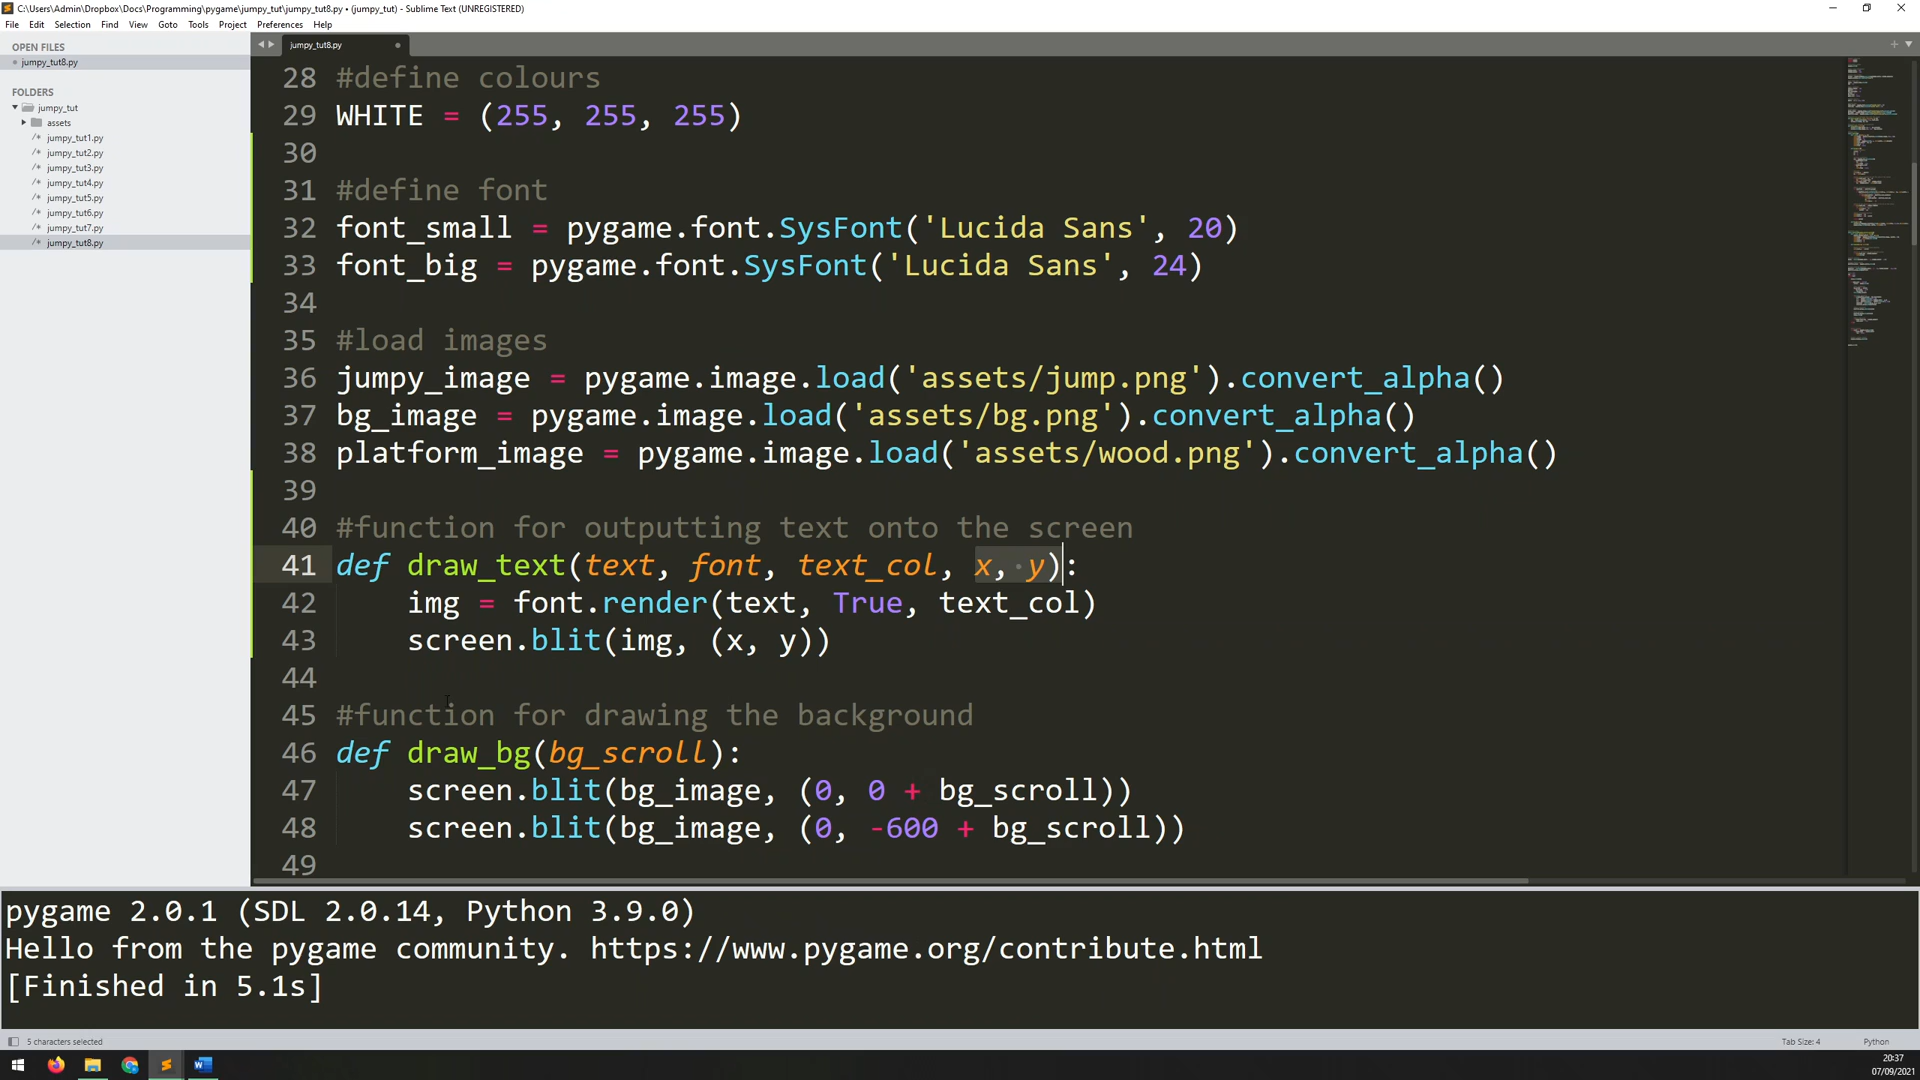 C:\Users\Admin\Dropbox\Docs\Programming\pygame\jumpy_tut\jumpy_tut8.py • (jumpy_tut) - Sublime Text (UNREGISTERED)
File Edit Selection Find View Goto Tools Project Preferences Help
OPEN FILES
jumpy_tut8.py
FOLDERS
jumpy_tut
assets
/* jumpy_tut1.py
/* jumpy_tut2.py
/* jumpy_tut3.py
/* jumpy_tut4.py
/* jumpy_tut5.py
/* jumpy_tut6.py
/* jumpy_tut7.py
/* jumpy_tut8.py
jumpy_tut8.py
28 #define colours
29 WHITE = (255, 255, 255)
30
31 #define font
32 font_small = pygame.font.SysFont('Lucida Sans', 20)
33 font_big = pygame.font.SysFont('Lucida Sans', 24)
34
35 #load images
36 jumpy_image = pygame.image.load('assets/jump.png').convert_alpha()
37 bg_image = pygame.image.load('assets/bg.png').convert_alpha()
38 platform_image = pygame.image.load('assets/wood.png').convert_alpha()
39
40 #function for outputting text onto the screen
41 def draw_text(text, font, text_col, x, y):
42 img = font.render(text, True, text_col)
43 screen.blit(img, (x, y))
44
45 #function for drawing the background
46 def draw_bg(bg_scroll):
47 screen.blit(bg_image, (0, 0 + bg_scroll))
48 screen.blit(bg_image, (0, -600 + bg_scroll))
49
pygame 2.0.1 (SDL 2.0.14, Python 3.9.0)
Hello from the pygame community. https://www.pygame.org/contribute.html
[Finished in 5.1s]
5 characters selected
Tab Size: 4
Python
20:37
07/09/2021